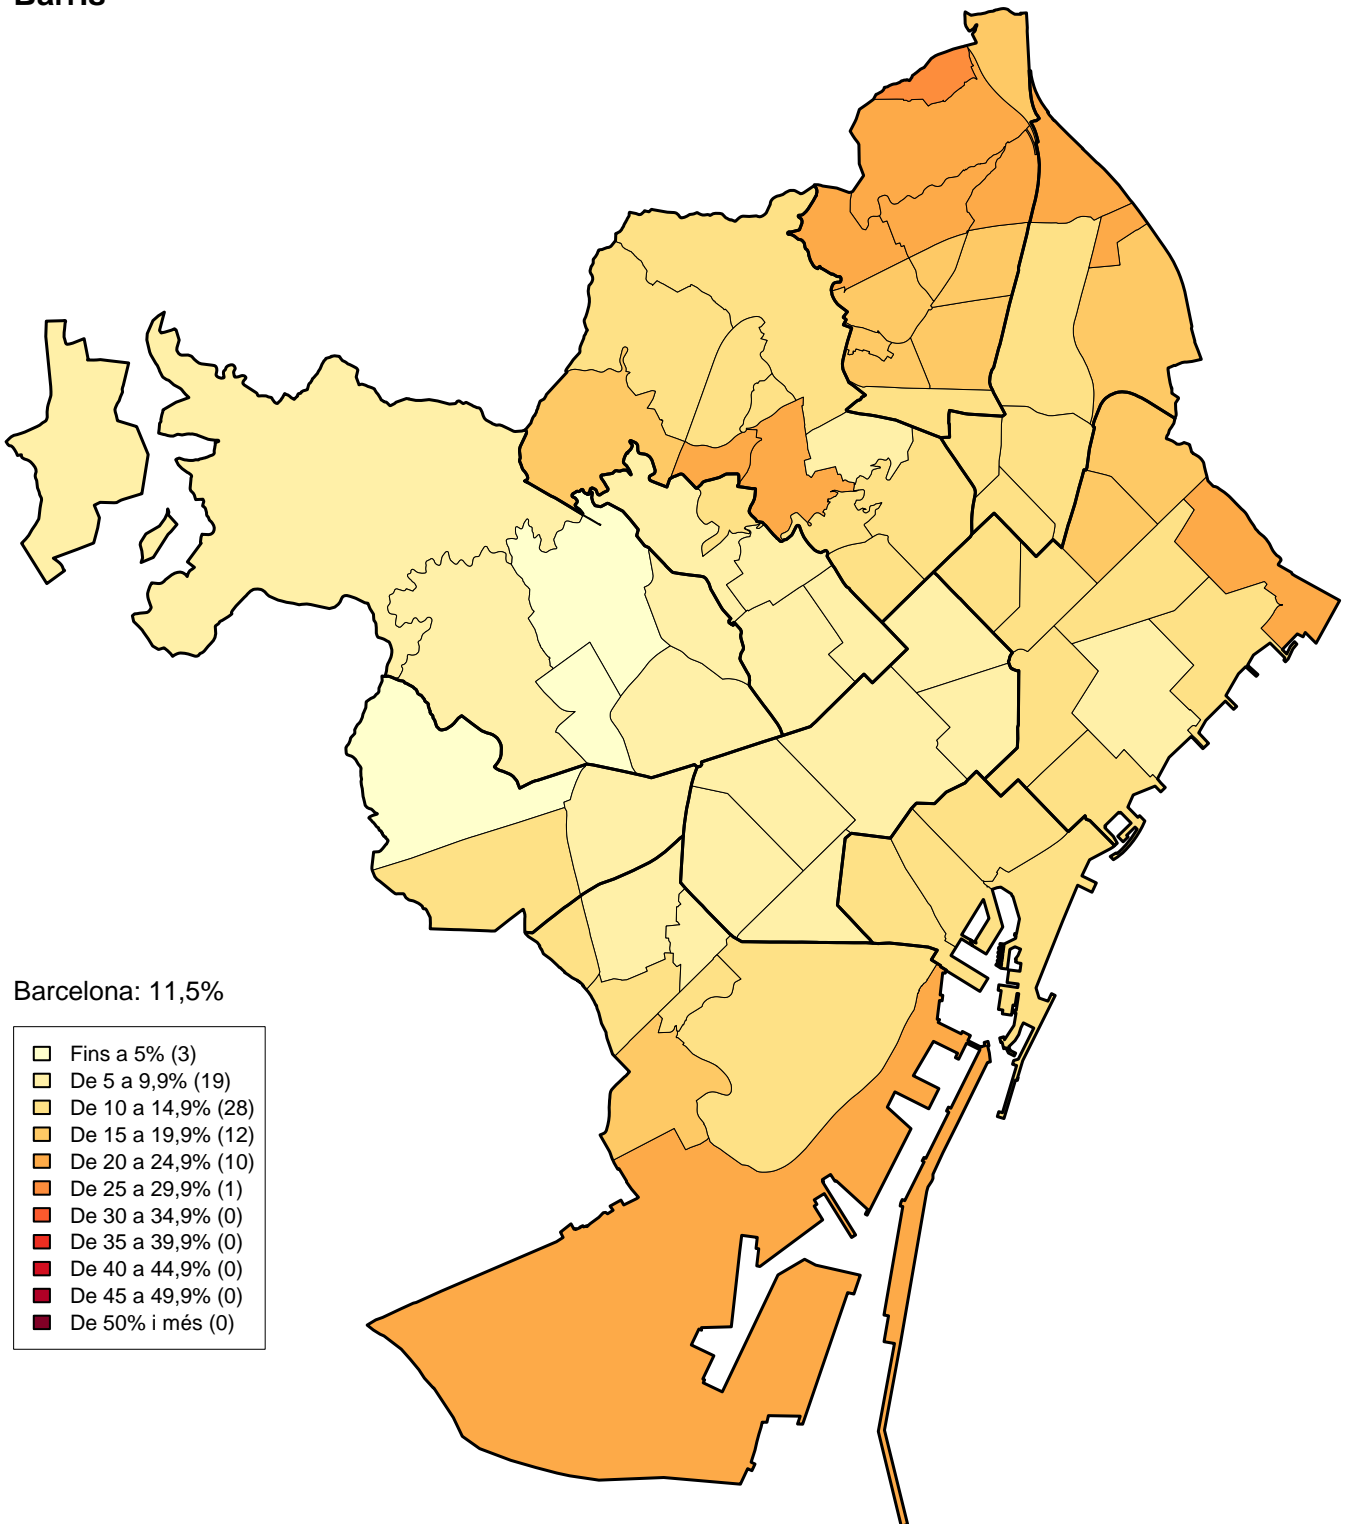 Barris
Barcelona: 11,5%
Fins a 5% (3)
De 5 a 9,9% (19)
De 10 a 14,9% (28)
De 15 a 19,9% (12)
De 20 a 24,9% (10)
De 25 a 29,9% (1)
De 30 a 34,9% (0)
De 35 a 39,9% (0)
De 40 a 44,9% (0)
De 45 a 49,9% (0)
De 50% i més (0)